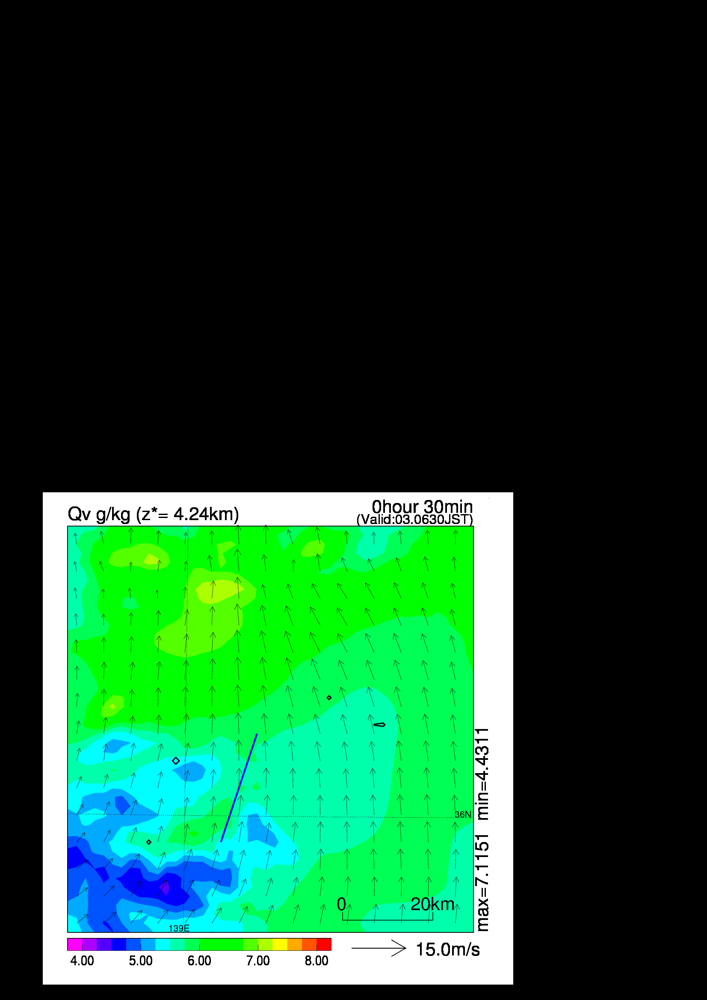 0hour 30min
Qv g/kg (z*= 4.24km)
(Valid:03.0630JST)
36N
max=7.1151 min=4.4311
0 20km
139E
15.0m/s
4.00 5.00 6.00 7.00 8.00